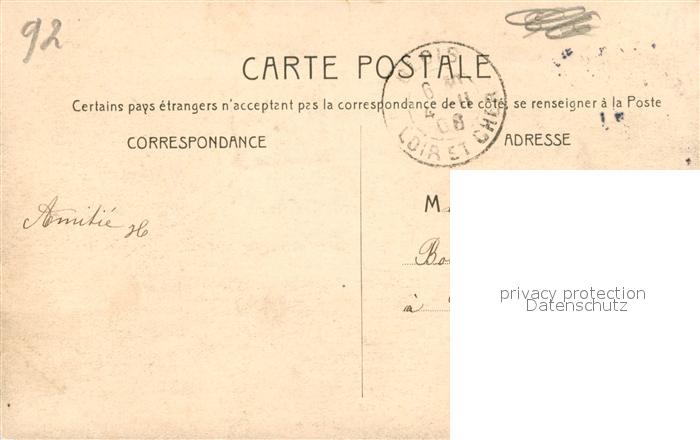 92
CARTE POSTALE
Certains pays étrangers n'acceptent pas la correspondance de ce côté, se renseigner à la Poste
CORRESPONDANCE
ADRESSE
LOIR ET CHER
08
Amitié
M
à
privacy protection
Datenschutz